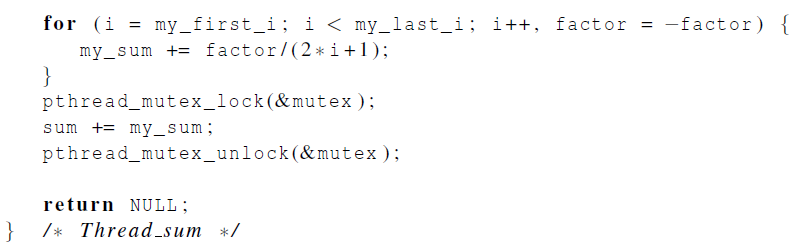 for (i = my_first_i; i < my_last_i; i++, factor = −factor) {
my_sum += factor/(2*i+1);
}
pthread_mutex_lock(&mutex);
sum += my_sum;
pthread_mutex_unlock(&mutex);
return NULL;
} /* Thread_sum */